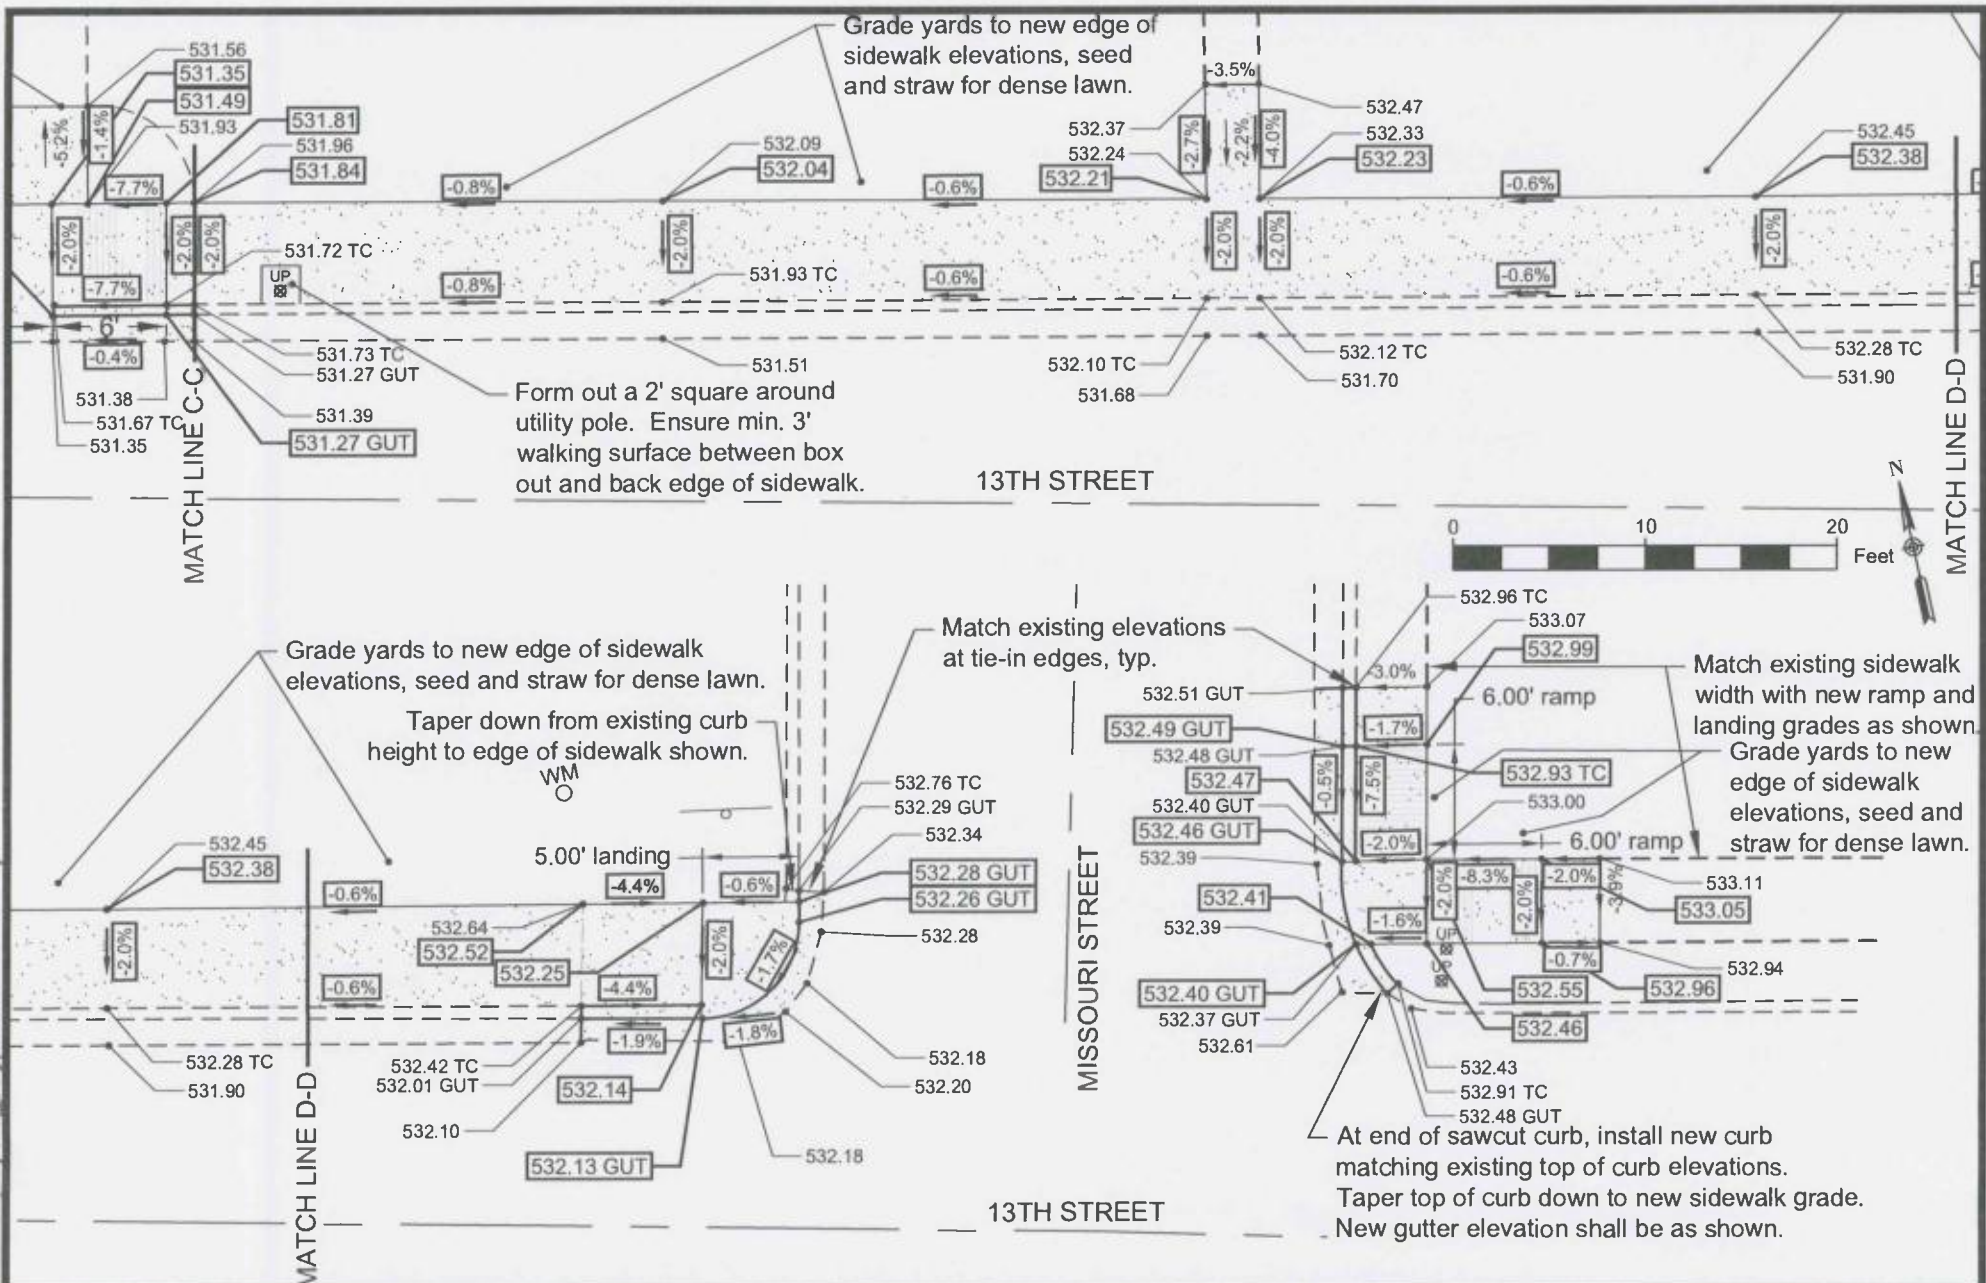 531.56
531.35
531.49
531.93
-5.2%
-1.4%
531.81
531.96
531.84
-7.7%
-2.0%
-2.0%
-2.0%
531.72 TC
UP
-7.7%
6'
-0.4%
531.73 TC
531.27 GUT
531.38
531.67 TC
531.35
531.39
531.27 GUT
MATCH LINE C-C
Grade yards to new edge of
sidewalk elevations, seed
and straw for dense lawn.
-0.8%
532.09
532.04
-0.6%
-2.0%
-0.8%
531.93 TC
-0.6%
531.51
Form out a 2' square around
utility pole. Ensure min. 3'
walking surface between box
out and back edge of sidewalk.
-3.5%
532.47
532.37
532.33
532.24
532.23
532.21
-2.7%
-2.2%
-4.0%
-2.0%
-2.0%
532.10 TC
531.68
532.12 TC
531.70
-0.6%
-0.6%
532.45
532.38
-2.0%
532.28 TC
531.90
MATCH LINE D-D
13TH STREET
N
0
10
20
Feet
Grade yards to new edge of sidewalk
elevations, seed and straw for dense lawn.
Taper down from existing curb
height to edge of sidewalk shown.
WM
Match existing elevations
at tie-in edges, typ.
532.76 TC
532.29 GUT
532.34
532.28 GUT
532.26 GUT
532.28
5.00' landing
-4.4%
-0.6%
532.45
532.38
-0.6%
532.64
532.52
532.25
-2.0%
-2.0%
-1.7%
-0.6%
-4.4%
-1.9%
-1.8%
532.28 TC
531.90
532.42 TC
532.01 GUT
532.14
532.10
532.13 GUT
532.18
532.20
532.18
MATCH LINE D-D
MISSOURI STREET
532.96 TC
533.07
532.99
-3.0%
532.51 GUT
6.00' ramp
Match existing sidewalk
width with new ramp and
landing grades as shown.
532.49 GUT
532.48 GUT
532.47
532.40 GUT
532.46 GUT
532.39
-1.7%
-0.5%
-7.5%
532.93 TC
533.00
Grade yards to new
edge of sidewalk
elevations, seed and
straw for dense lawn.
-2.0%
6.00' ramp
532.41
532.39
-2.0%
-8.3%
-2.0%
-2.0%
-3.9%
533.11
533.05
-1.6%
UP
UP
-0.7%
532.94
532.40 GUT
532.37 GUT
532.61
532.55
532.96
532.46
532.43
532.91 TC
532.48 GUT
At end of sawcut curb, install new curb
matching existing top of curb elevations.
Taper top of curb down to new sidewalk grade.
New gutter elevation shall be as shown.
13TH STREET